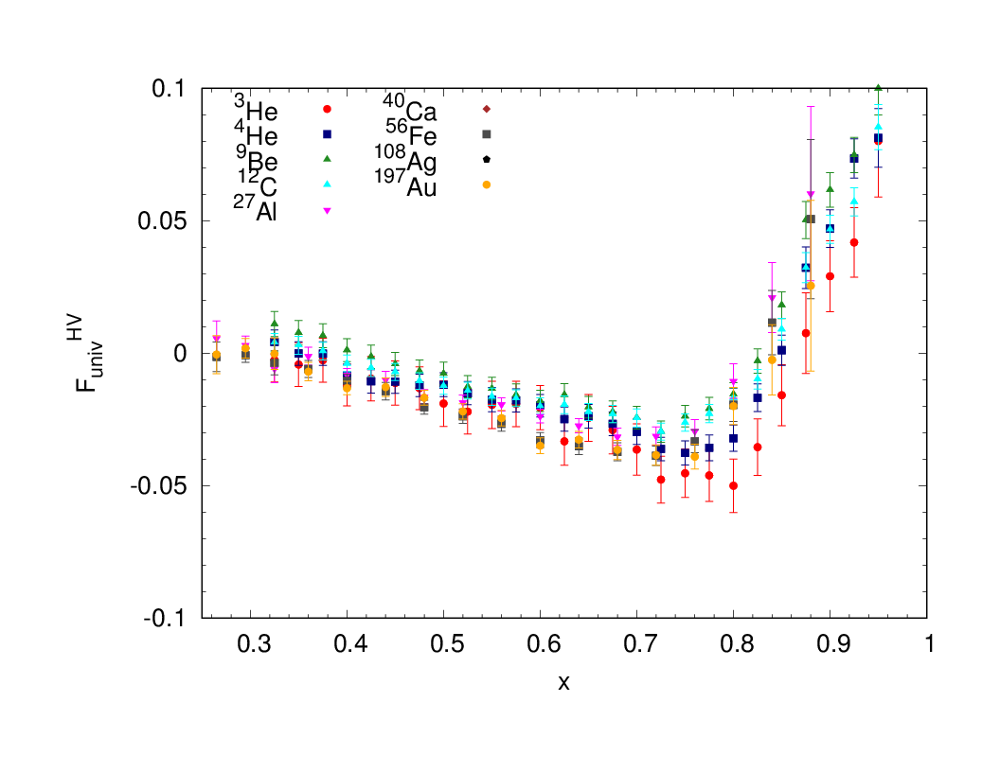 0.1
0.05
0
-0.05
-0.1
F_univ^HV
³He
⁴He
⁹Be
¹²C
²⁷Al
⁴⁰Ca
⁵⁶Fe
¹⁰⁸Ag
¹⁹⁷Au
0.3 0.4 0.5 0.6 0.7 0.8 0.9 1
x